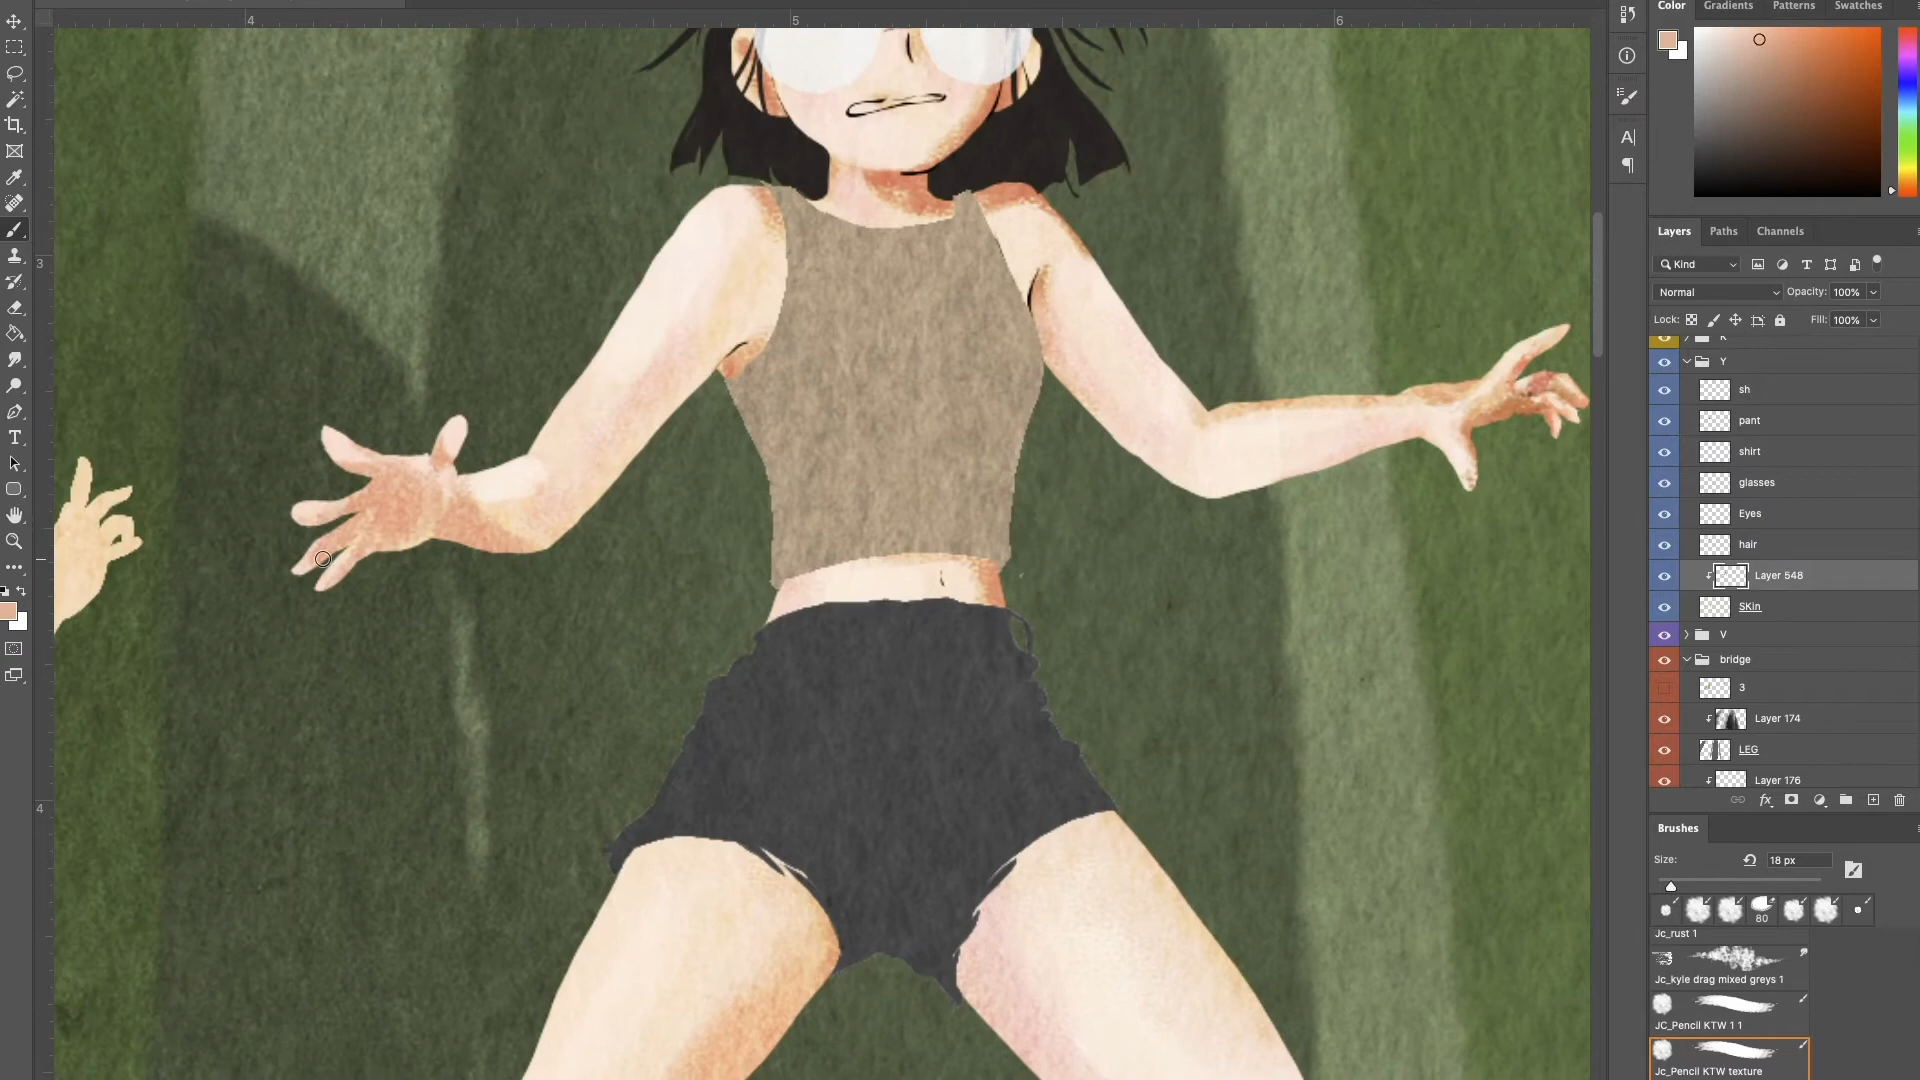 4
5
6
3
4
Color
Gradients
Patterns
Swatches
Layers
Paths
Channels
Kind
Normal
Opacity: 100%
Lock:
Fill: 100%
K
Y
sh
pant
shirt
glasses
Eyes
hair
Layer 548
SKin
V
bridge
3
Layer 174
LEG
Layer 176
fx
Brushes
Size:
18 px
80
Jc_rust 1
Jc_kyle drag mixed greys 1
JC_Pencil KTW 1 1
Jc_Pencil KTW texture